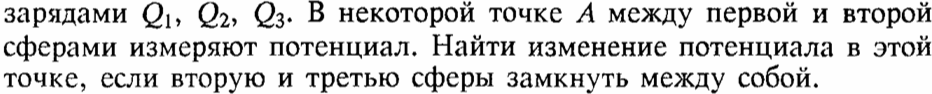 зарядами Q₁, Q₂, Q₃. В некоторой точке A между первой и второй
сферами измеряют потенциал. Найти изменение потенциала в этой
точке, если вторую и третью сферы замкнуть между собой.